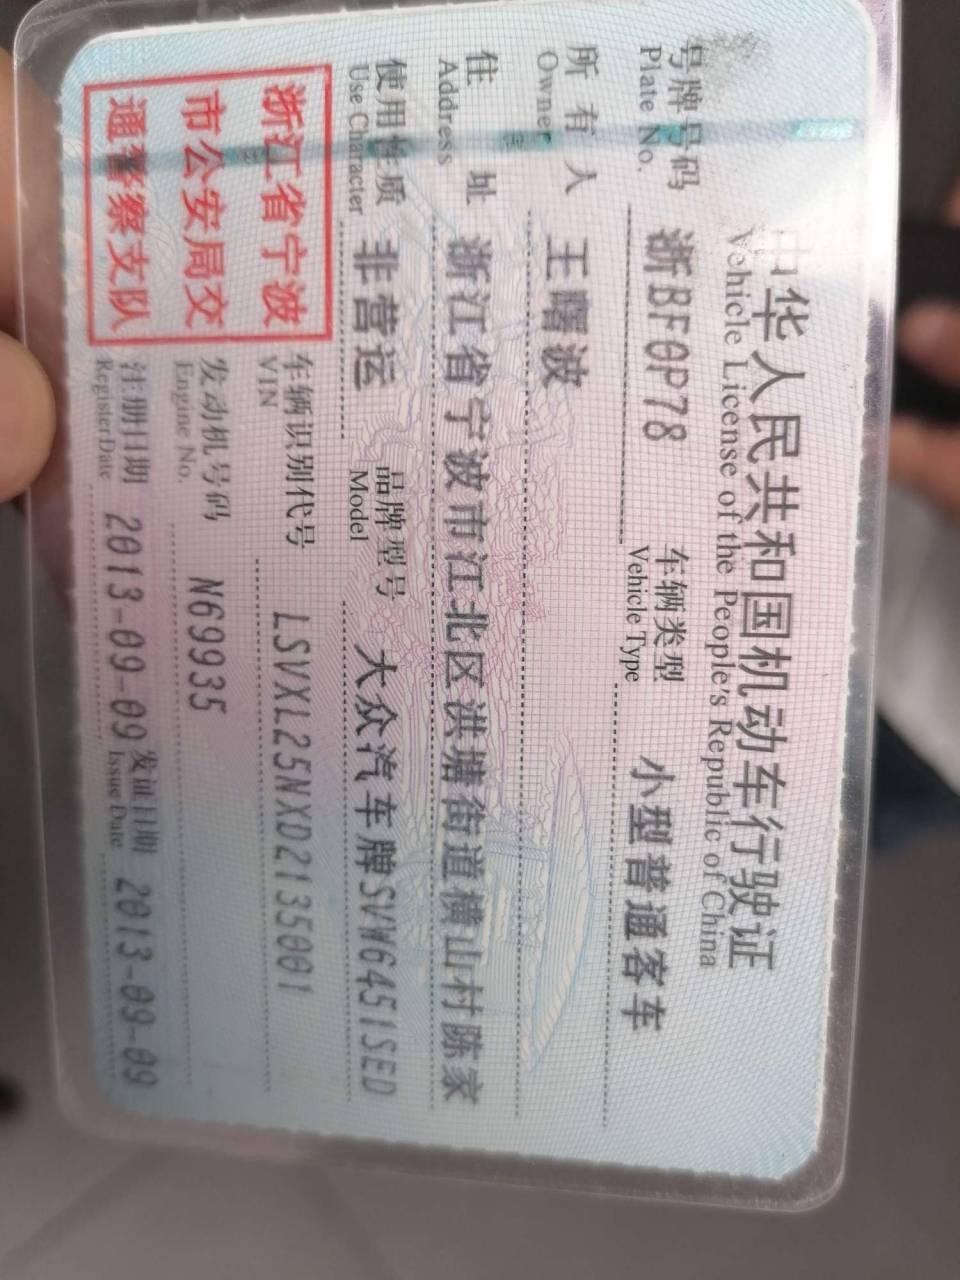 中华人民共和国机动车行驶证
Vehicle License of the People's Republic of China
号牌号码 浙BF0P78 车辆类型 小型普通客车
Plate No. Vehicle Type
所有人 王曙波
Owner
住址 浙江省宁波市江北区洪塘街道横山村陈家
Address
使用性质 非营运 品牌型号 大众汽车牌SVW6451SED
Use Character Model
浙江省宁波
市公安局交
通警察支队
车辆识别代号 LSVXL25NXD2135001
VIN
发动机号码 N69935
Engine No.
注册日期 2013-09-09 发证日期 2013-09-09
Register Date Issue Date